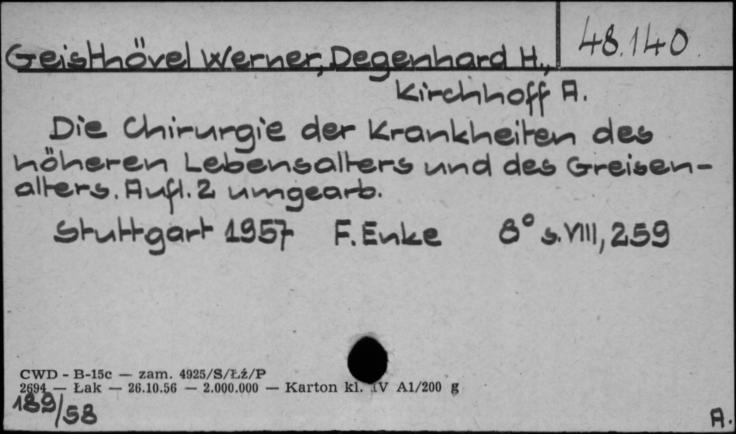 48.140
Geisthövel Werner, Degenhard H.,
Kirchhoff A.
Die Chirurgie der Krankheiten des
höheren Lebensalters und des Greisen-
alters. Aufl. 2 umgearb.
Stuttgart 1957 F. Enke 8° s. VIII, 259
CWD - B-15c — zam. 4925/S/Łź/P
2694 — Łak — 26.10.56 — 2.000.000 — Karton kl. IV A1/200 g
189/58
A.